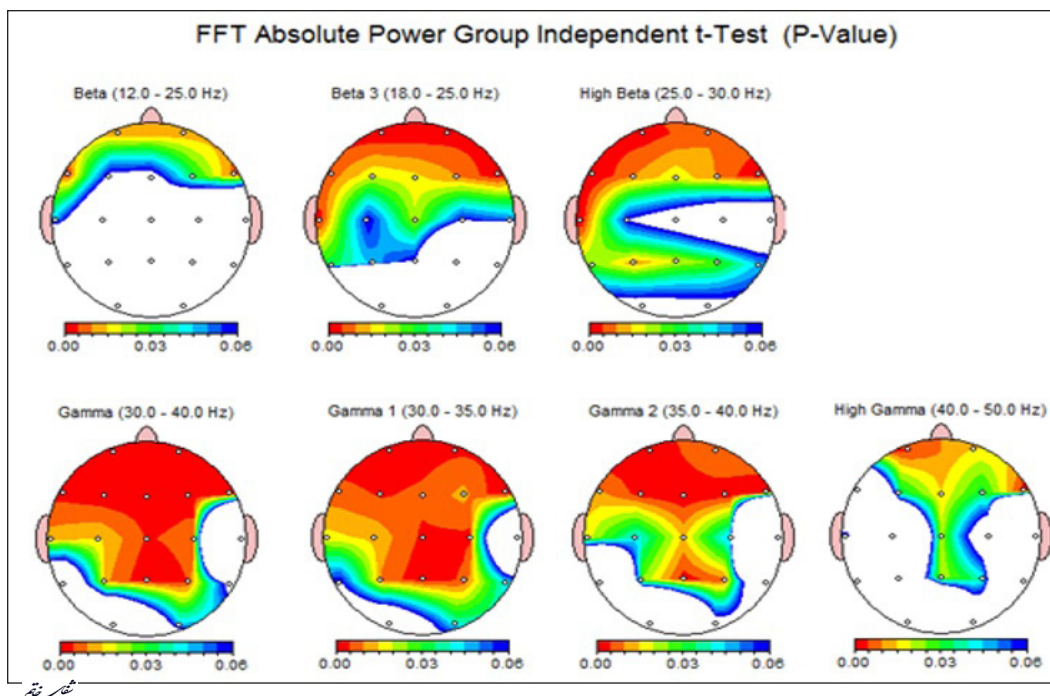 FFT Absolute Power Group Independent t-Test (P-Value)
Beta (12.0 - 25.0 Hz)
Beta 3 (18.0 - 25.0 Hz)
High Beta (25.0 - 30.0 Hz)
0.00 0.03 0.06
0.00 0.03 0.06
0.00 0.03 0.06
Gamma (30.0 - 40.0 Hz)
Gamma 1 (30.0 - 35.0 Hz)
Gamma 2 (35.0 - 40.0 Hz)
High Gamma (40.0 - 50.0 Hz)
0.00 0.03 0.06
0.00 0.03 0.06
0.00 0.03 0.06
0.00 0.03 0.06